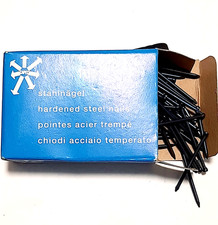 stahlnägel
hardened steel nails
pointes acier trempé
chiodi acciaio temperato